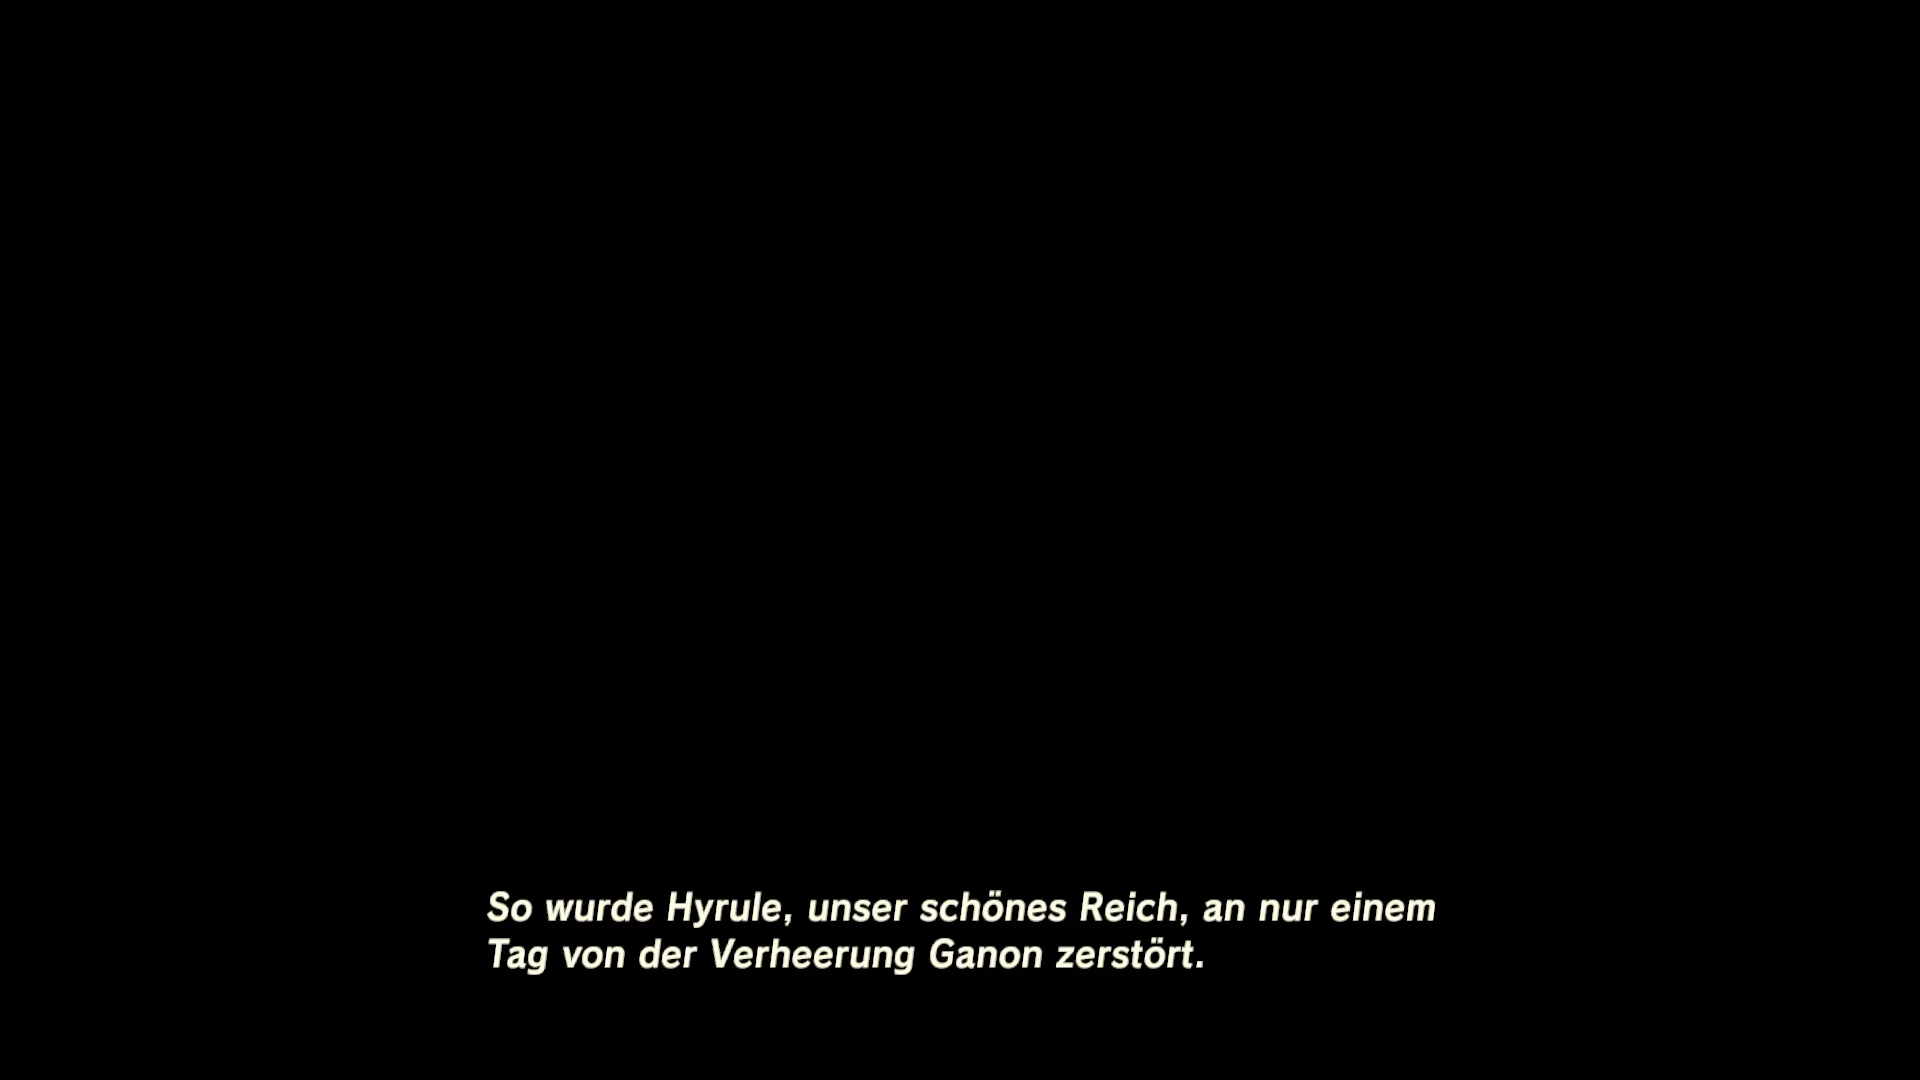 So wurde Hyrule, unser schönes Reich, an nur einem
Tag von der Verheerung Ganon zerstört.